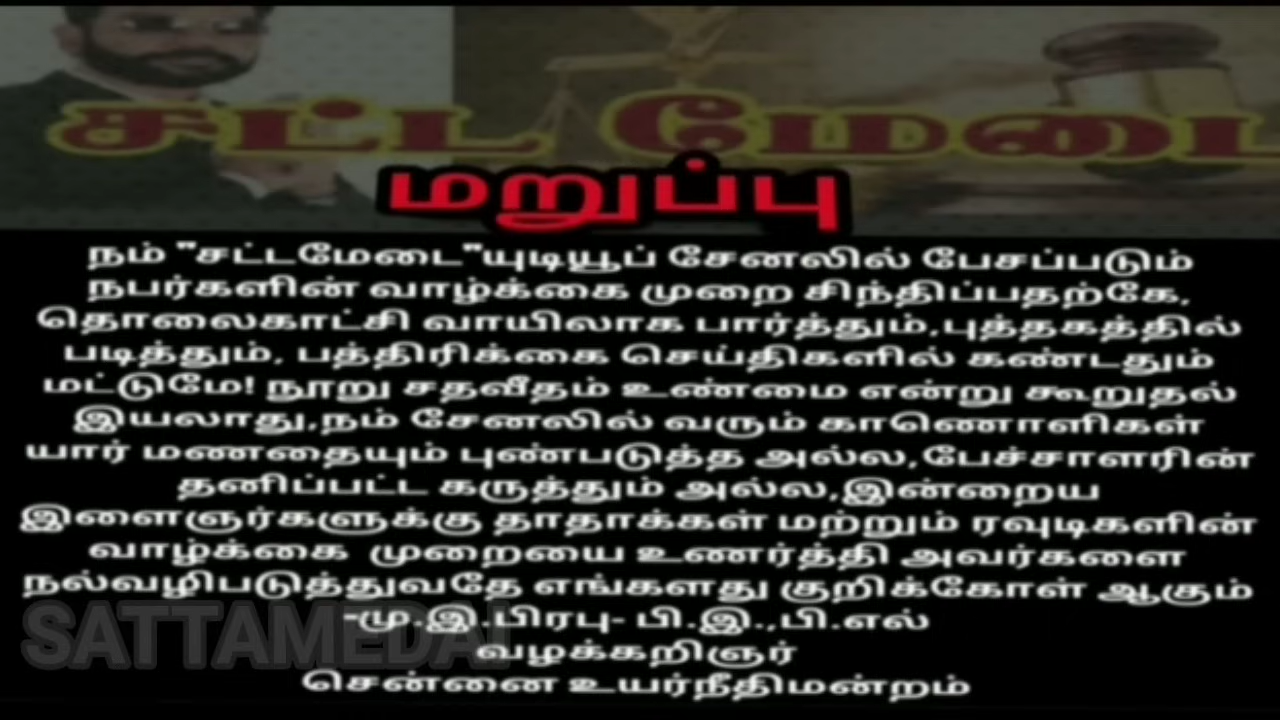 சட்ட மேடை
மறுப்பு
நம் "சட்டமேடை"யுடியூப் சேனலில் பேசப்படும்
நபர்களின் வாழ்க்கை முறை சிந்திப்பதற்கே,
தொலைகாட்சி வாயிலாக பார்த்தும்,புத்தகத்தில்
படித்தும், பத்திரிக்கை செய்திகளில் கண்டதும்
மட்டுமே! நூறு சதவீதம் உண்மை என்று கூறுதல்
இயலாது,நம் சேனலில் வரும் காணொளிகள்
யார் மணதையும் புண்படுத்த அல்ல,பேச்சாளரின்
தனிப்பட்ட கருத்தும் அல்ல,இன்றைய
இளைஞர்களுக்கு தாதாக்கள் மற்றும் ரவுடிகளின்
வாழ்க்கை முறையை உணர்த்தி அவர்களை
நல்வழிபடுத்துவதே எங்களது குறிக்கோள் ஆகும்
-மு.இ.பிரபு- பி.இ.,பி.எல்
வழக்கறிஞர்
சென்னை உயர்நீதிமன்றம்
SATTAMEDAI